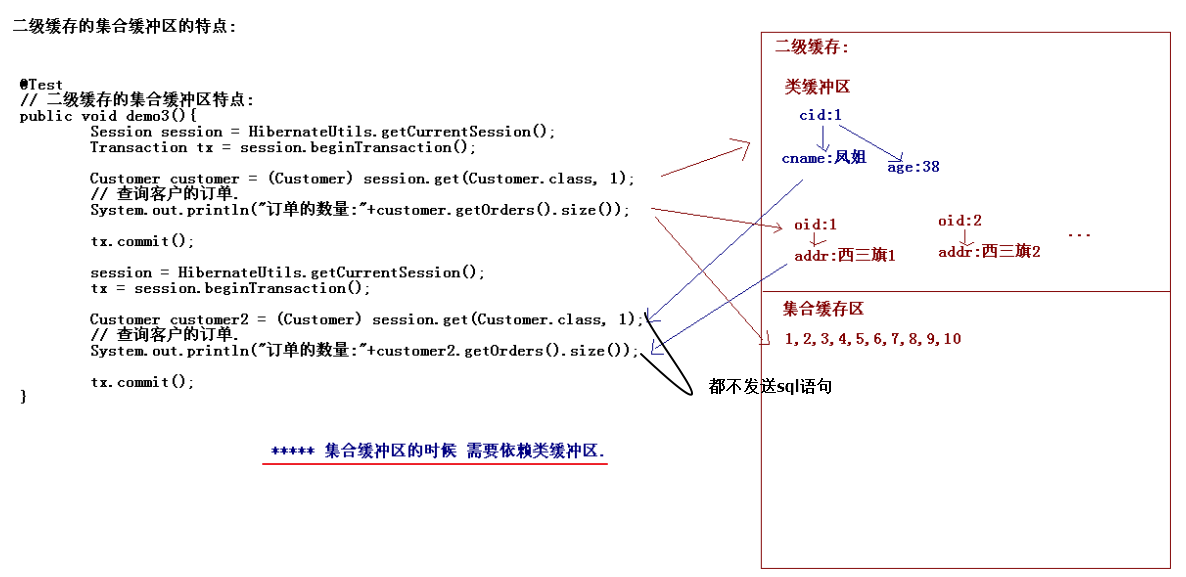 二级缓存的集合缓冲区的特点:
@Test
// 二级缓存的集合缓冲区特点:
public void demo3(){
Session session = HibernateUtils.getCurrentSession();
Transaction tx = session.beginTransaction();
Customer customer = (Customer) session.get(Customer.class, 1);
// 查询客户的订单.
System.out.println("订单的数量:"+customer.getOrders().size());
tx.commit();
session = HibernateUtils.getCurrentSession();
tx = session.beginTransaction();
Customer customer2 = (Customer) session.get(Customer.class, 1);
// 查询客户的订单.
System.out.println("订单的数量:"+customer2.getOrders().size());
tx.commit();
}
***** 集合缓冲区的时候 需要依赖类缓冲区.
都不发送sql语句
二级缓存:
类缓冲区
cid:1
cname:凤姐
age:38
oid:1
oid:2
...
addr:西三旗1
addr:西三旗2
集合缓存区
1,2,3,4,5,6,7,8,9,10